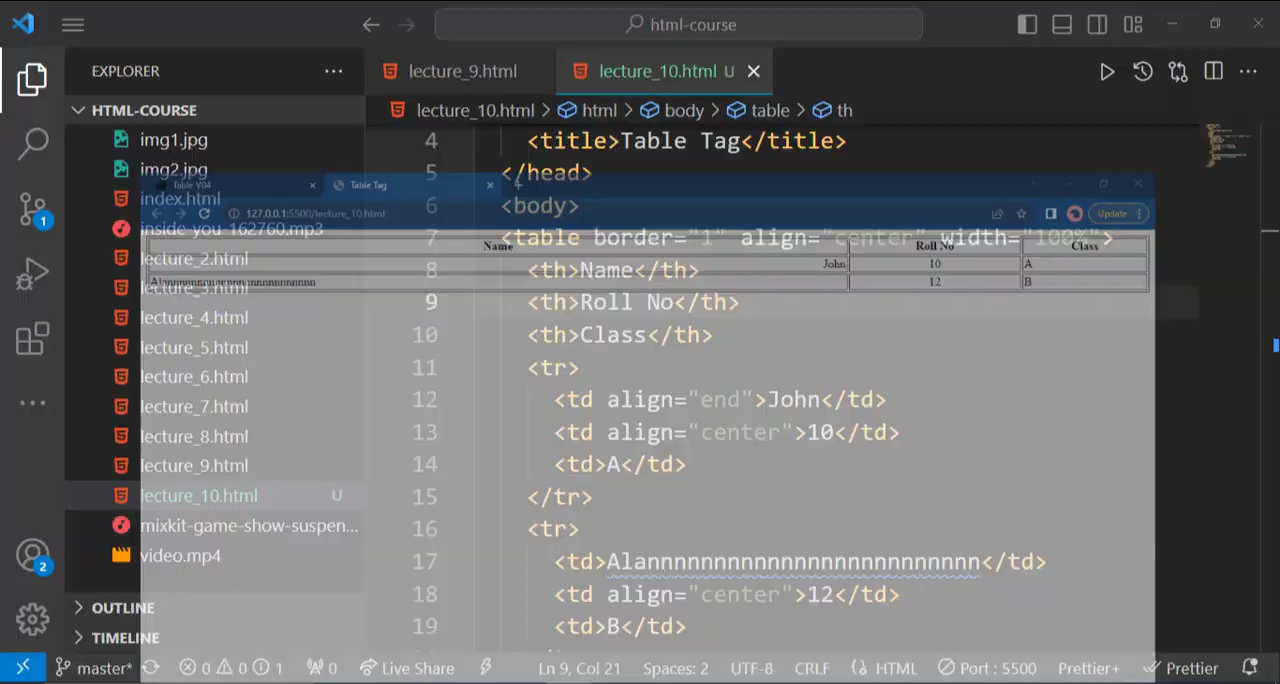 html-course
EXPLORER
lecture_9.html
lecture_10.html U
HTML-COURSE
lecture_10.html > html > body > table > th
img1.jpg
img2.jpg
index.html
inside-you-162760.mp3
lecture_2.html
lecture_3.html
lecture_4.html
lecture_5.html
lecture_6.html
lecture_7.html
lecture_8.html
lecture_9.html
lecture_10.html U
mixkit-game-show-suspen...
video.mp4
OUTLINE
TIMELINE
4 <title>Table Tag</title>
5 </head>
6 <body>
7 <table border="1" align="center" width="100%">
8 <th>Name</th>
9 <th>Roll No</th>
10 <th>Class</th>
11 <tr>
12 <td align="end">John</td>
13 <td align="center">10</td>
14 <td>A</td>
15 </tr>
16 <tr>
17 <td>Alannnnnnnnnnnnnnnnnnnnnnnnn</td>
18 <td align="center">12</td>
19 <td>B</td>
Table V04
Table Tag
127.0.0.1:5500/lecture_10.html
Update
Name Roll No Class
John 10 A
12 B
1
2
master* 0 0 1 0 Live Share Ln 9, Col 21 Spaces: 2 UTF-8 CRLF HTML Port : 5500 Prettier+ Prettier